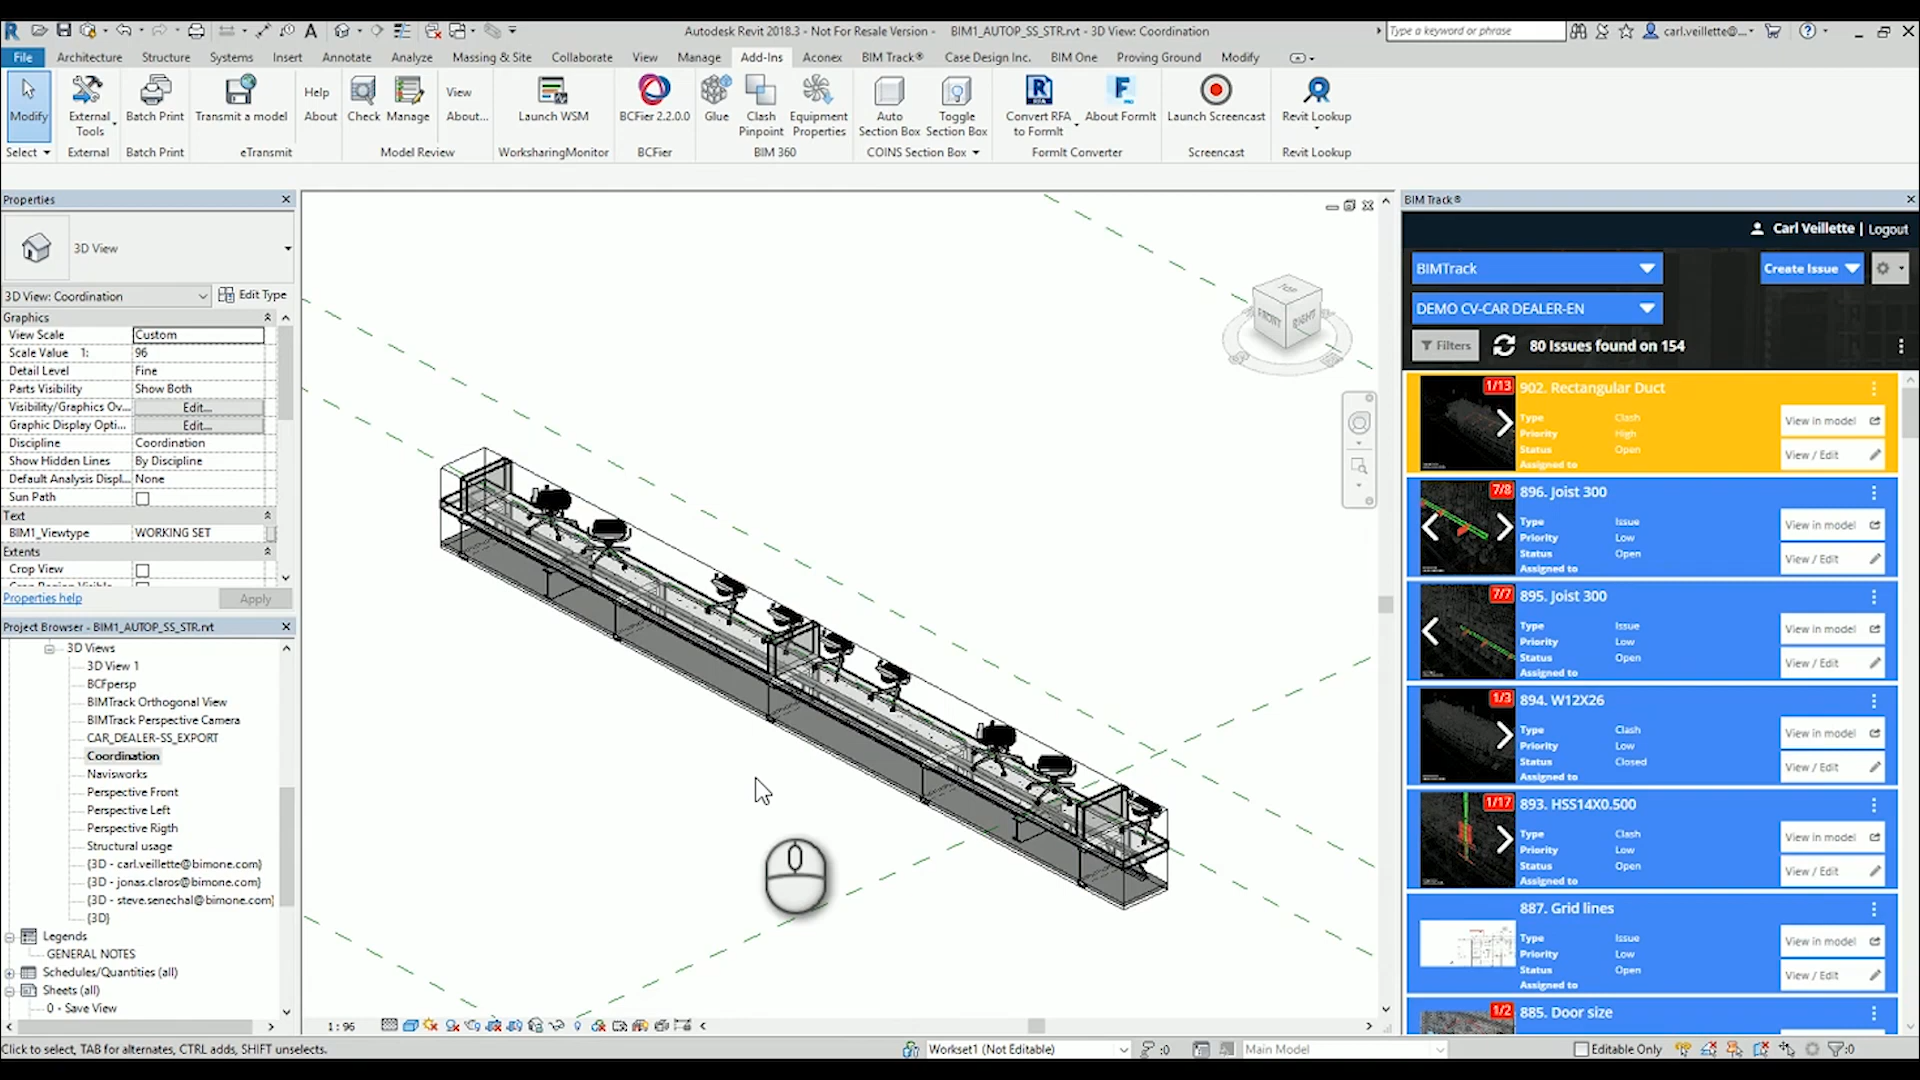 Autodesk Revit 2018.3 - Not For Resale Version - BIM1_AUTOP_SS_STR.rvt - 3D View: Coordination
Type a keyword or phrase
carl.veillette@...
File Architecture Structure Systems Insert Annotate Analyze Massing & Site Collaborate View Manage Add-Ins Aconex BIM Track® Case Design Inc. BIM One Proving Ground Modify
Modify
External Tools
Batch Print
Transmit a model
Help
About
Check
Manage
View
About...
Launch WSM
BCFier 2.2.0.0
Glue
Clash Pinpoint
Equipment Properties
Auto Section Box
Toggle Section Box
Convert RFA to FormIt
About FormIt
Launch Screencast
Revit Lookup
Select External Batch Print eTransmit Model Review WorksharingMonitor BCFier BIM 360 COINS Section Box FormIt Converter Screencast Revit Lookup
Properties
3D View
3D View: Coordination
Edit Type
Graphics
View Scale Custom
Scale Value 1: 96
Detail Level Fine
Parts Visibility Show Both
Visibility/Graphics Ov... Edit...
Graphic Display Opti... Edit...
Discipline Coordination
Show Hidden Lines By Discipline
Default Analysis Displ... None
Sun Path
Text
BIM1_Viewtype WORKING SET
Extents
Crop View
Properties help
Apply
Project Browser - BIM1_AUTOP_SS_STR.rvt
3D Views
3D View 1
BCFpersp
BIMTrack Orthogonal View
BIMTrack Perspective Camera
CAR_DEALER-SS_EXPORT
Coordination
Navisworks
Perspective Front
Perspective Left
Perspective Rigth
Structural usage
{3D - carl.veillette@bimone.com}
{3D - jonas.claros@bimone.com}
{3D - steve.senechal@bimone.com}
{3D}
Legends
GENERAL NOTES
Schedules/Quantities (all)
Sheets (all)
0 - Save View
TOP
FRONT
RIGHT
1 : 96
BIM Track®
Carl Veillette | Logout
BIMTrack
Create Issue
DEMO CV-CAR DEALER-EN
Filters
80 Issues found on 154
1/13
902. Rectangular Duct
Type Clash
Priority High
Status Open
Assigned to
View in model
View / Edit
7/8
896. Joist 300
Type Issue
Priority Low
Status Open
Assigned to
View in model
View / Edit
7/7
895. Joist 300
Type Issue
Priority Low
Status Open
Assigned to
View in model
View / Edit
1/3
894. W12X26
Type Clash
Priority Low
Status Closed
Assigned to
View in model
View / Edit
1/17
893. HSS14X0.500
Type Clash
Priority Low
Status Open
Assigned to
View in model
View / Edit
887. Grid lines
Type Issue
Priority Low
Status Open
Assigned to
View in model
View / Edit
1/2
885. Door size
Click to select, TAB for alternates, CTRL adds, SHIFT unselects.
Workset1 (Not Editable)
:0
Main Model
Editable Only
:0